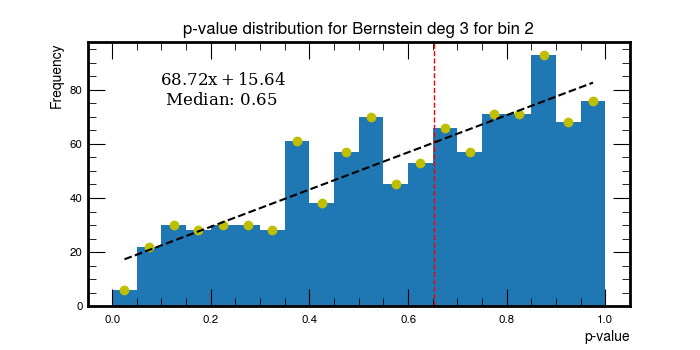 p-value distribution for Bernstein deg 3 for bin 2
Frequency
68.72x + 15.64
Median: 0.65
80
60
40
20
0
0.0 0.2 0.4 0.6 0.8 1.0
p-value